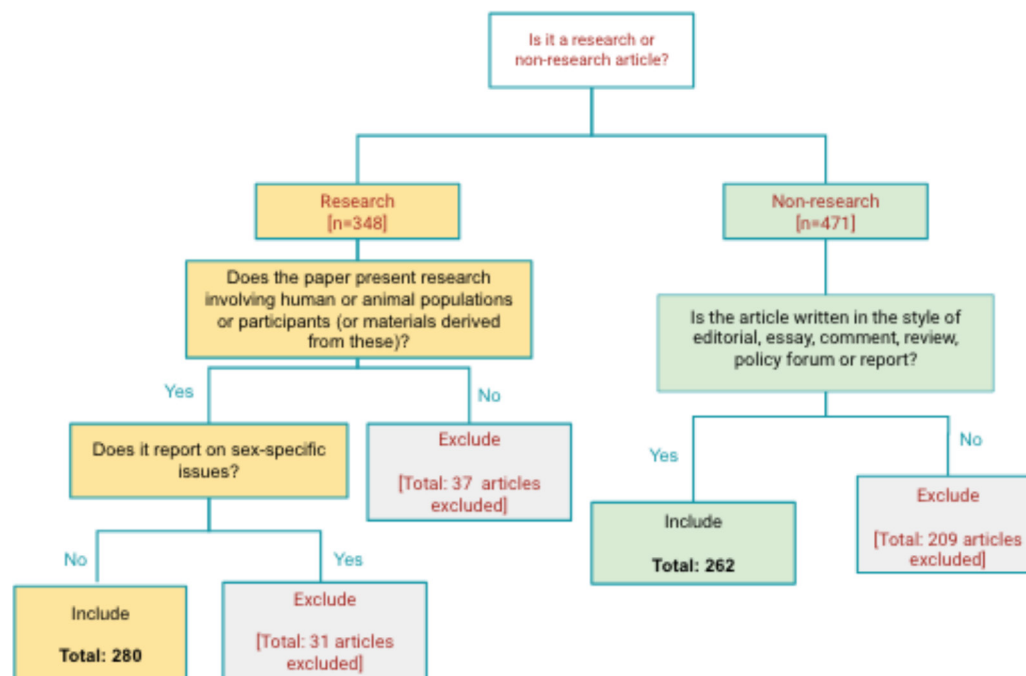 Is it a research or
non-research article?
Research
[n=348]
Non-research
[n=471]
Does the paper present research
involving human or animal populations
or participants (or materials derived
from these)?
Is the article written in the style of
editorial, essay, comment, review,
policy forum or report?
Yes
No
Does it report on sex-specific
issues?
Exclude
[Total: 37 articles
excluded]
Yes
No
Include
Total: 262
Exclude
[Total: 209 articles
excluded]
No
Yes
Include
Total: 280
Exclude
[Total: 31 articles
excluded]